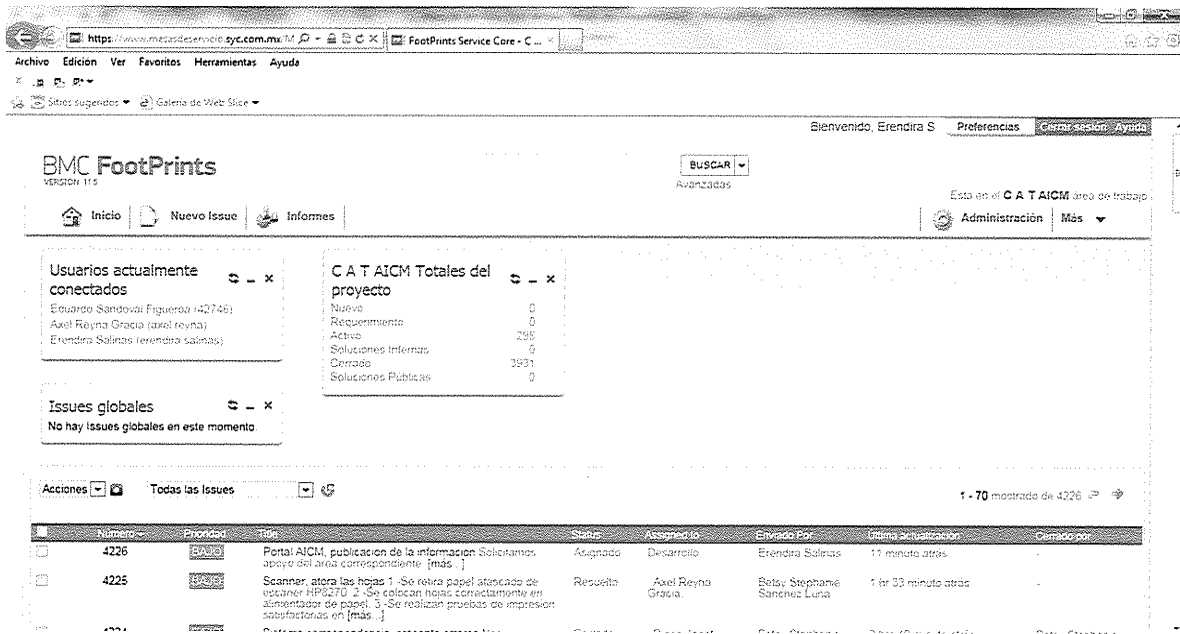 https://www.mesasdeservicio.syc.com.mx/M
FootPrints Service Core - C ...
Archivo Edición Ver Favoritos Herramientas Ayuda
Sitios sugeridos Galería de Web Slice
Bienvenido, Erendira S Preferencias Cerrar sesión Ayuda
BMC FootPrints
VERSION 11.5
BUSCAR
Avanzadas
Esta en el C A T AICM área de trabajo
Inicio Nuevo Issue Informes Administración Más
Usuarios actualmente conectados
Eduardo Sandoval Figueroa (42746)
Axel Reyna Gracia (axel reyna)
Erendira Salinas (erendira salinas)
C A T AICM Totales del proyecto
Nuevo 0
Requerimiento 0
Activo 295
Soluciones Internas 0
Cerrado 3931
Soluciones Públicas 0
Issues globales
No hay Issues globales en este momento.
Acciones Todas las Issues 1 - 70 mostrado de 4226
Número Prioridad Title Status Assigned to Enviado Por Última actualización Cerrado por
4226 BAJO Portal AICM, publicacion de la informacion Solicitamos Asignado Desarrollo Erendira Salinas 11 minuto atrás -
apoyo del area correspondiente. [más...]
4225 BAJO Scanner, atora las hojas 1 -Se retira papel atascado de Resuelto Axel Reyna Betsy Stephanie 1 hr 33 minuto atrás -
escaner HP8270 2 -Se colocan hojas correctamente en Gracia. Sanchez Luna
alimentador de papel. 3 -Se realizan pruebas de impresion
satisfactorias en [más...]